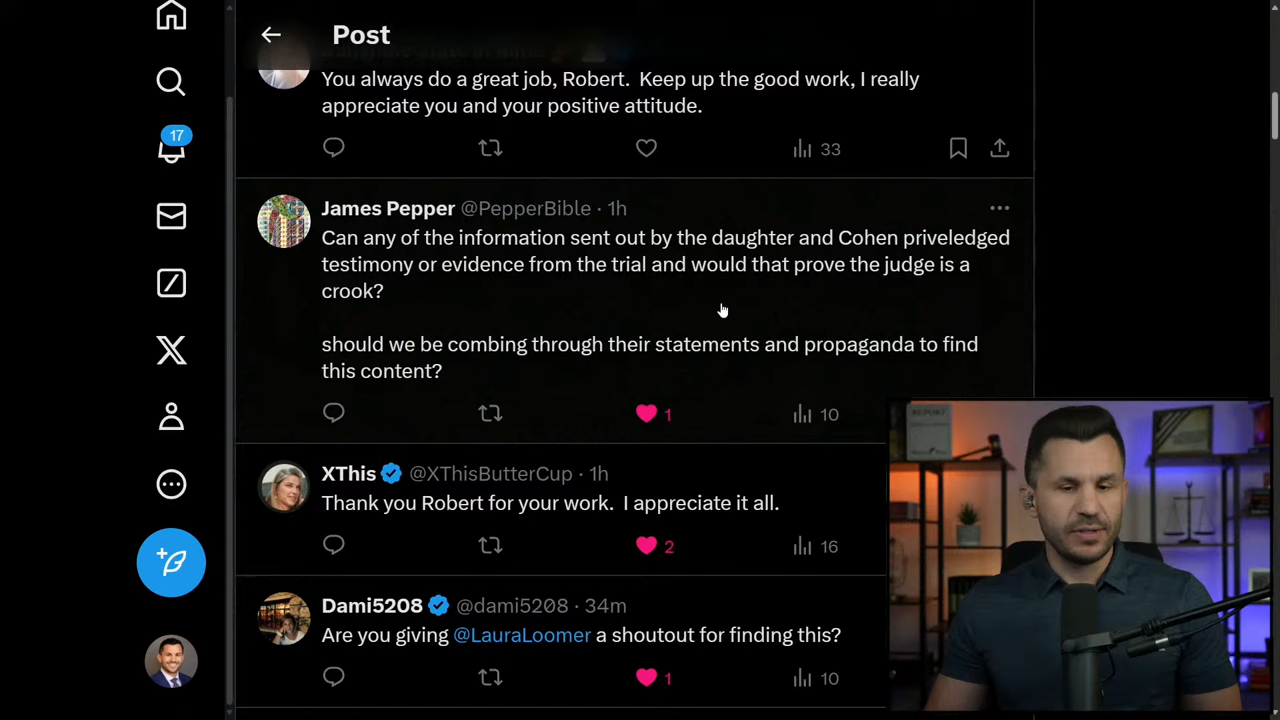 Post
You always do a great job, Robert.  Keep up the good work, I really
appreciate you and your positive attitude.
33
17
James Pepper @PepperBible · 1h
Can any of the information sent out by the daughter and Cohen priveledged
testimony or evidence from the trial and would that prove the judge is a
crook?
should we be combing through their statements and propaganda to find
this content?
1
10
XThis @XThisButterCup · 1h
Thank you Robert for your work.  I appreciate it all.
2
16
Dami5208 @dami5208 · 34m
Are you giving @LauraLoomer a shoutout for finding this?
1
10